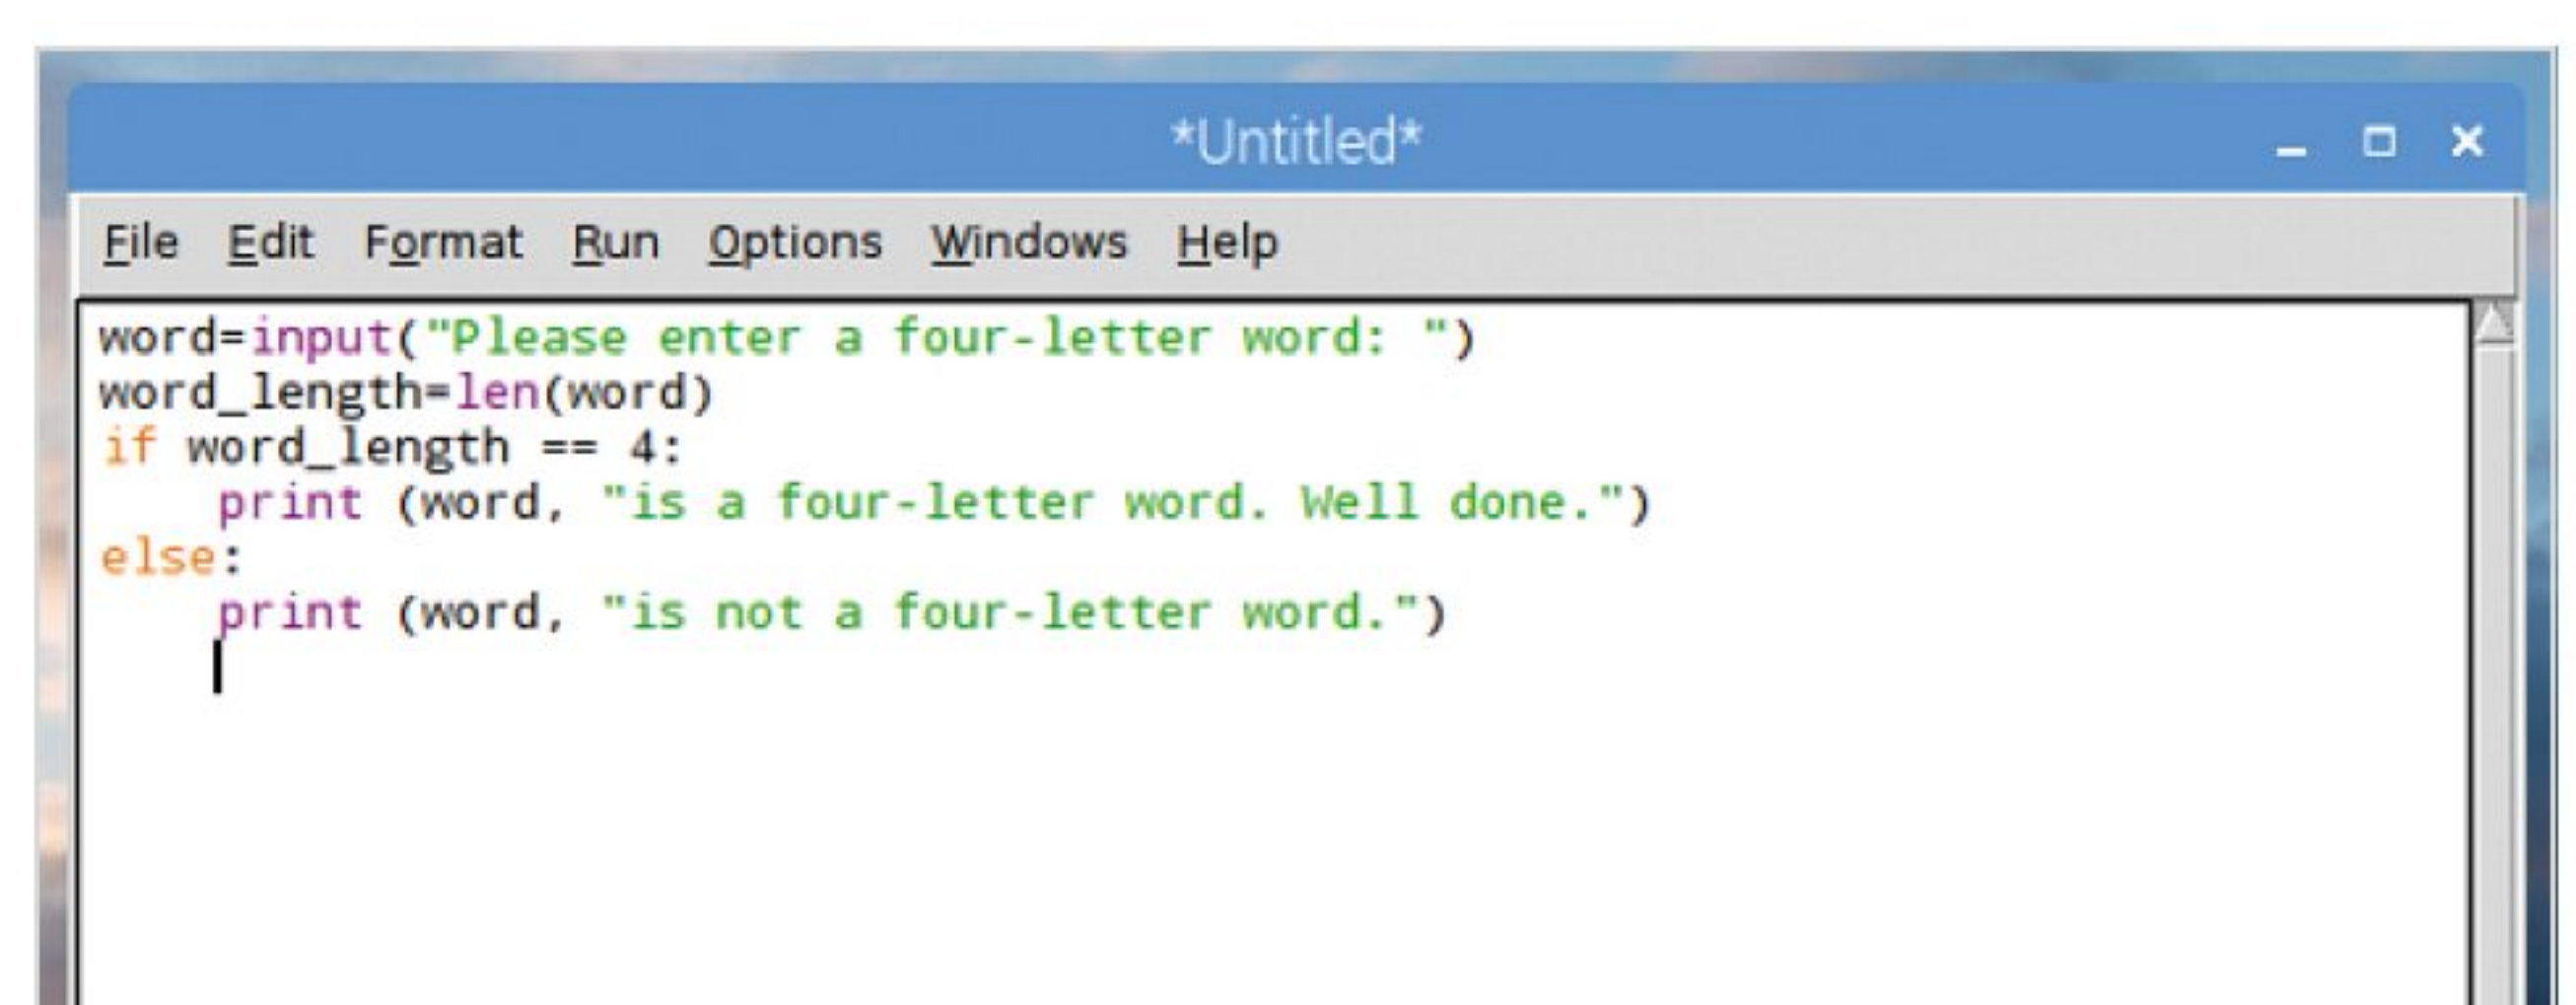 *Untitled*
File Edit Format Run Options Windows Help
word=input("Please enter a four-letter word: ")
word_length=len(word)
if word_length == 4:
    print (word, "is a four-letter word. Well done.")
else:
    print (word, "is not a four-letter word.")